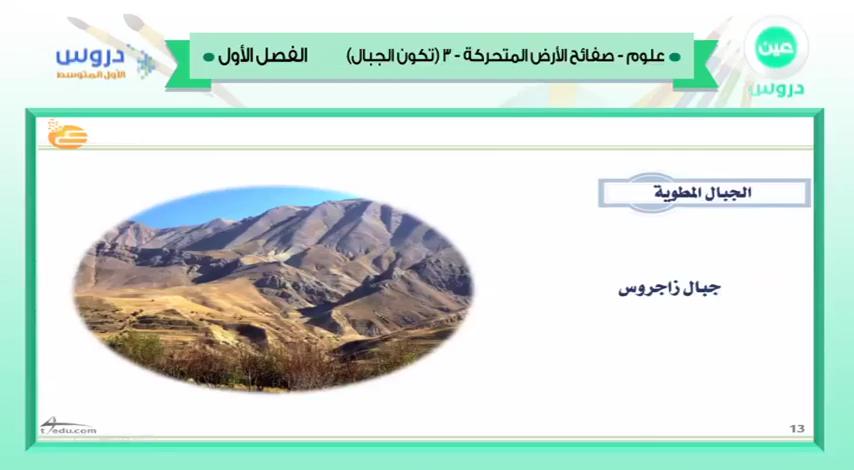 عين
دروس
علوم - صفائح الأرض المتحركة - ٣ (تكون الجبال)
الفصل الأول
دروس
الأول المتوسط
الجبال المطوية
جبال زاجروس
t4edu.com
13